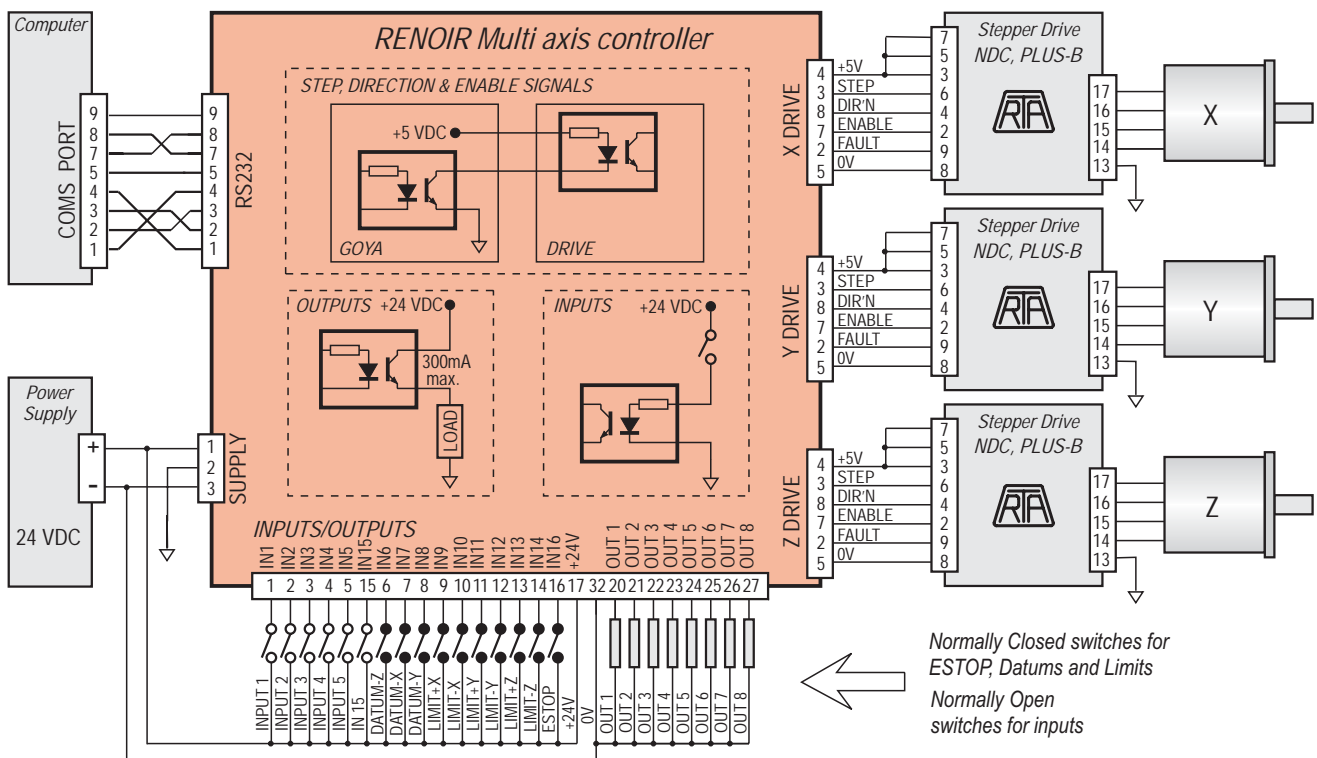 Computer
COMS PORT
9
8
7
5
4
3
2
1
9
8
7
5
4
3
2
1
RS232
RENOIR Multi axis controller
STEP, DIRECTION & ENABLE SIGNALS
+5 VDC
GOYA
DRIVE
OUTPUTS +24 VDC
300mA
max.
LOAD
INPUTS +24 VDC
Power
Supply
+
-
24 VDC
1
2
3
SUPPLY
X DRIVE
4 +5V
3 STEP
8 DIR'N
7 ENABLE
2 FAULT
5 0V
7
5
3
6
4
2
9
8
Stepper Drive
NDC, PLUS-B
RTA
17
16
15
14
13
X
Y DRIVE
4 +5V
3 STEP
8 DIR'N
7 ENABLE
2 FAULT
5 0V
7
5
3
6
4
2
9
8
Stepper Drive
NDC, PLUS-B
RTA
17
16
15
14
13
Y
Z DRIVE
4 +5V
3 STEP
8 DIR'N
7 ENABLE
2 FAULT
5 0V
7
5
3
6
4
2
9
8
Stepper Drive
NDC, PLUS-B
RTA
17
16
15
14
13
Z
INPUTS/OUTPUTS
IN1 IN2 IN3 IN4 IN5 IN15 IN6 IN7 IN8 IN9 IN10 IN11 IN12 IN13 IN14 IN16 +24V OUT 1 OUT 2 OUT 3 OUT 4 OUT 5 OUT 6 OUT 7 OUT 8
1 2 3 4 5 15 6 7 8 9 10 11 12 13 14 16 17 32 20 21 22 23 24 25 26 27
INPUT 1 INPUT 2 INPUT 3 INPUT 4 INPUT 5 IN 15 DATUM-Z DATUM-X DATUM-Y LIMIT+X LIMIT-X LIMIT+Y LIMIT-Y LIMIT+Z LIMIT-Z ESTOP +24V 0V OUT 1 OUT 2 OUT 3 OUT 4 OUT 5 OUT 6 OUT 7 OUT 8
Normally Closed switches for
ESTOP, Datums and Limits
Normally Open
switches for inputs